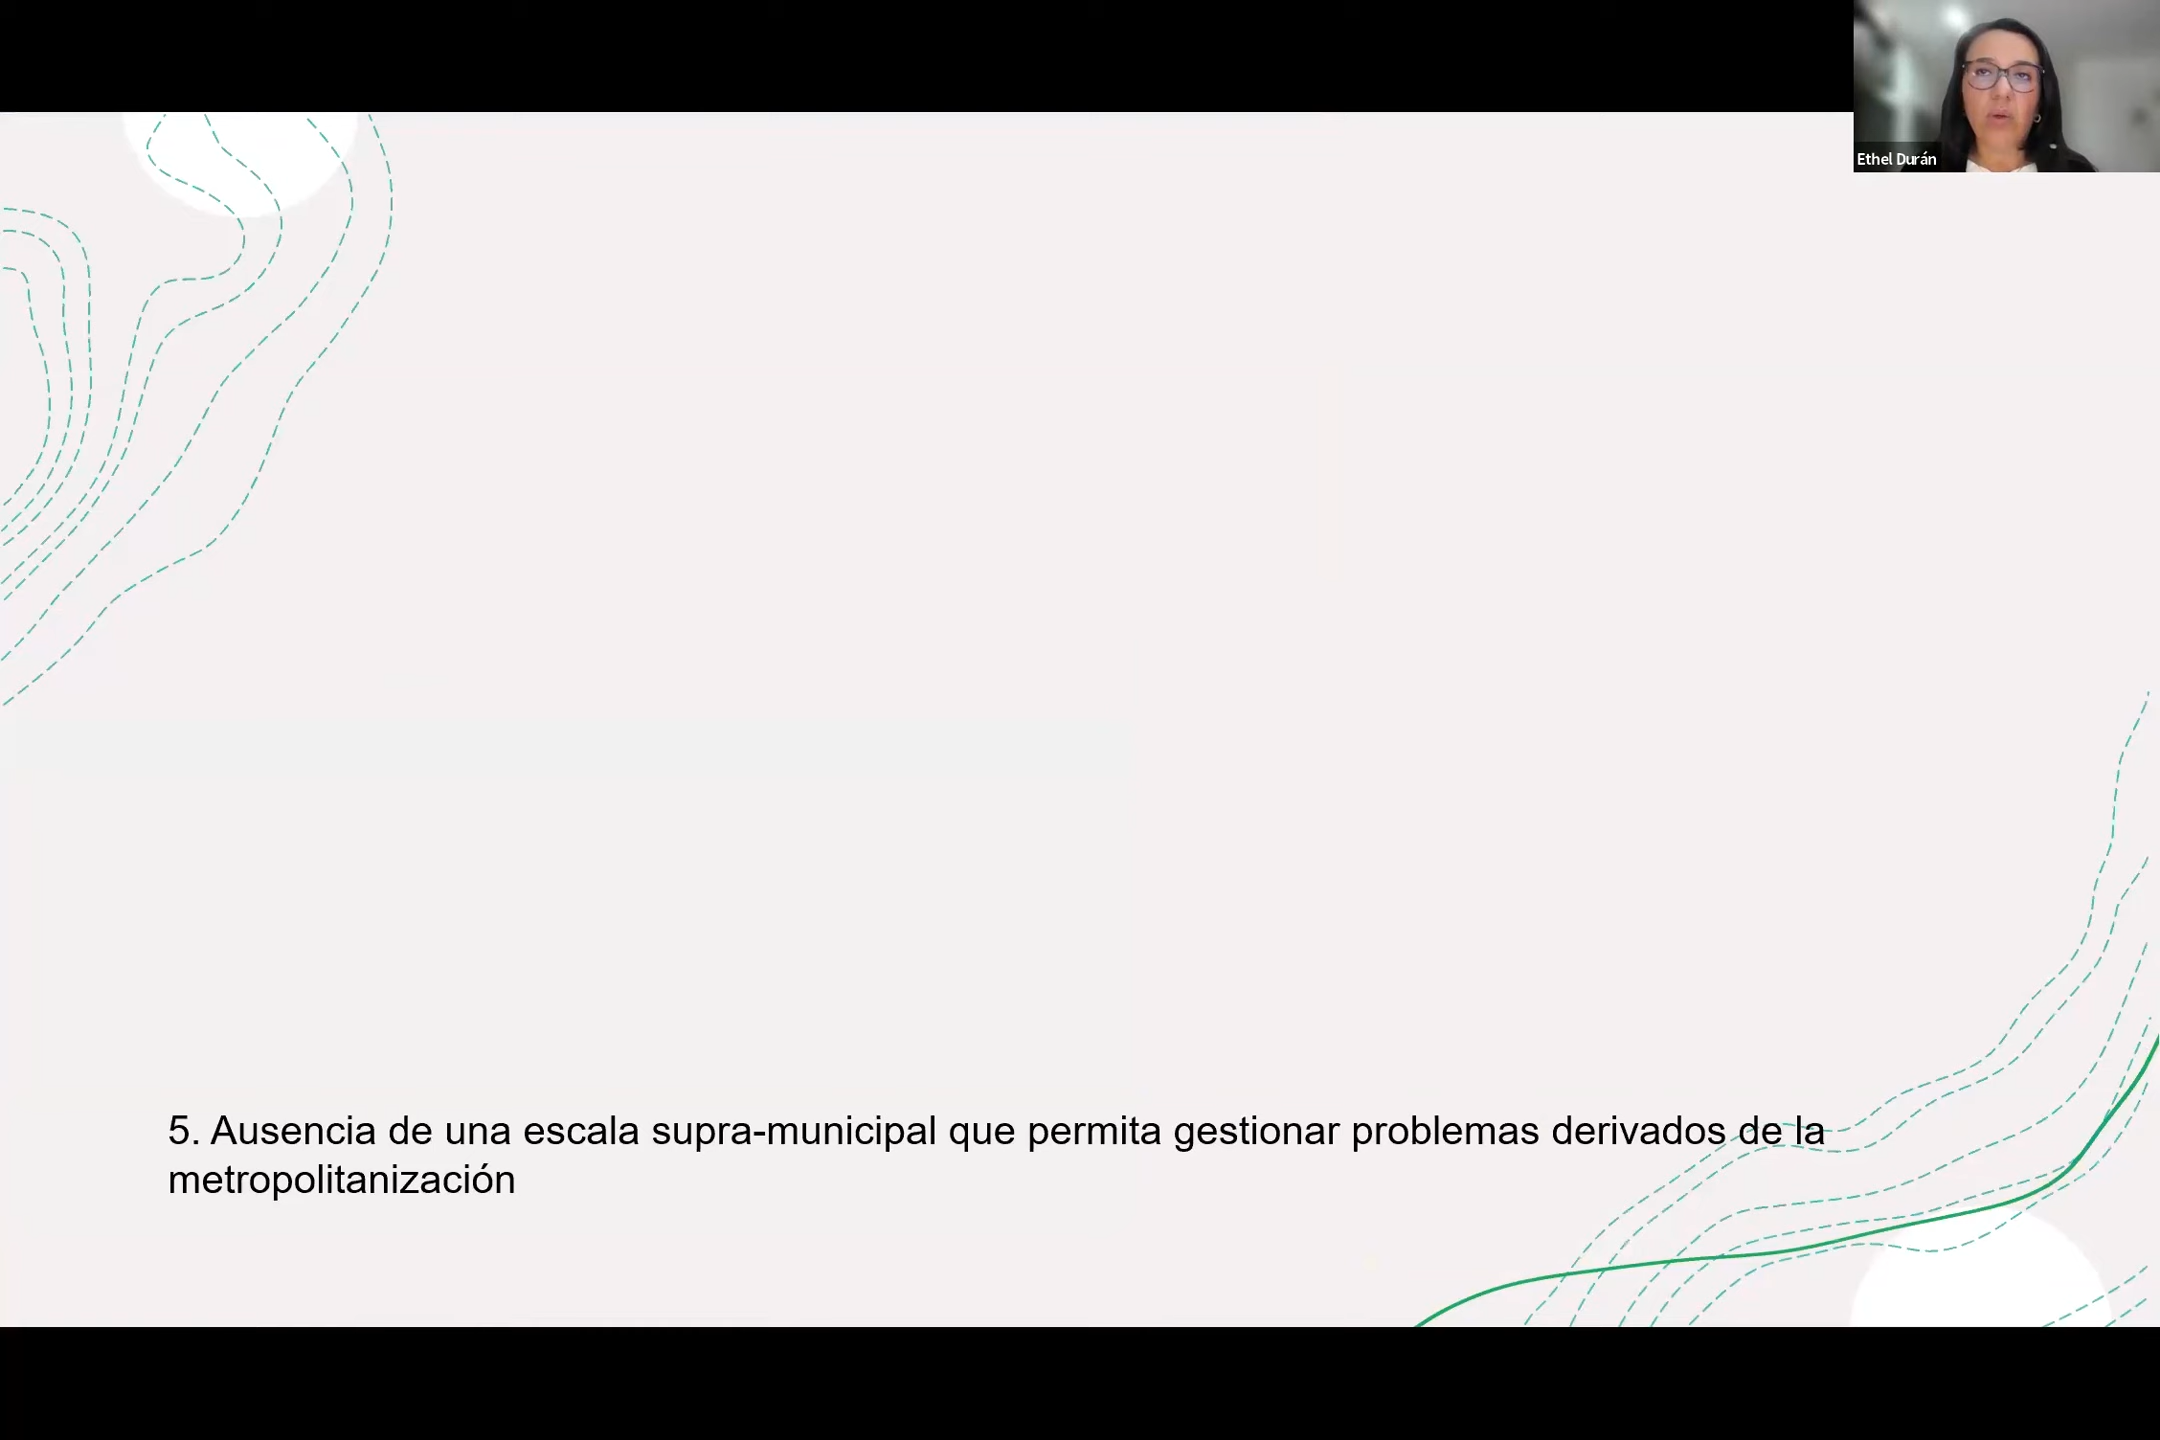 Ethel Durán
5. Ausencia de una escala supra-municipal que permita gestionar problemas derivados de la
metropolitanización